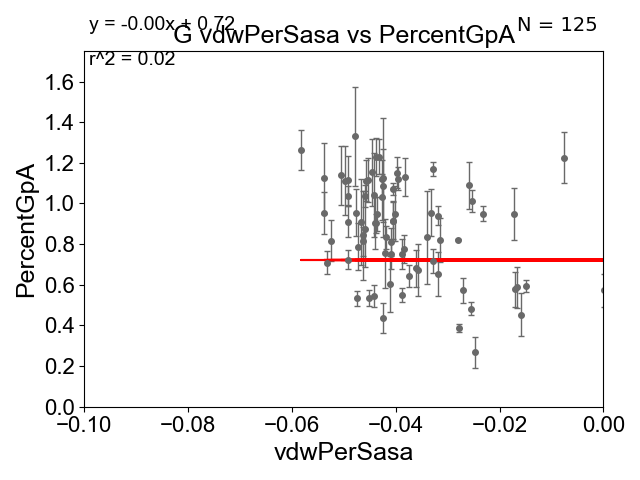 y = -0.00x + 0.72
G vdwPerSasa vs PercentGpA
N = 125
r^2 = 0.02
PercentGpA
1.6
1.4
1.2
1.0
0.8
0.6
0.4
0.2
0.0
−0.10 −0.08 −0.06 −0.04 −0.02 0.00
vdwPerSasa